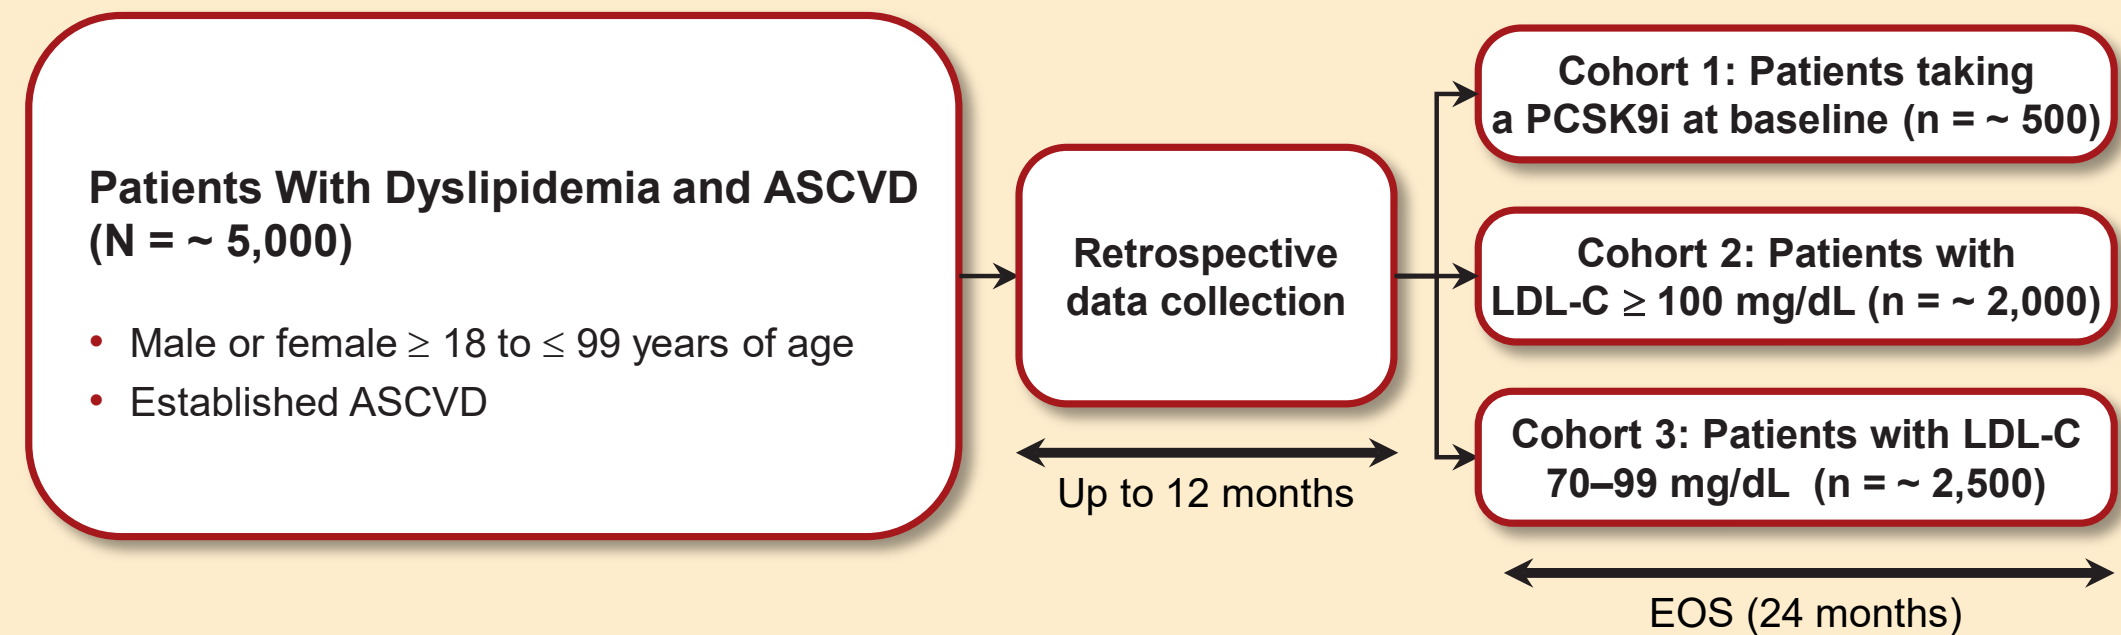 Patients With Dyslipidemia and ASCVD
(N = ~ 5,000)
• Male or female ≥ 18 to ≤ 99 years of age
• Established ASCVD
Retrospective
data collection
Up to 12 months
Cohort 1: Patients taking
a PCSK9i at baseline (n = ~ 500)
Cohort 2: Patients with
LDL-C ≥ 100 mg/dL (n = ~ 2,000)
Cohort 3: Patients with LDL-C
70–99 mg/dL (n = ~ 2,500)
EOS (24 months)